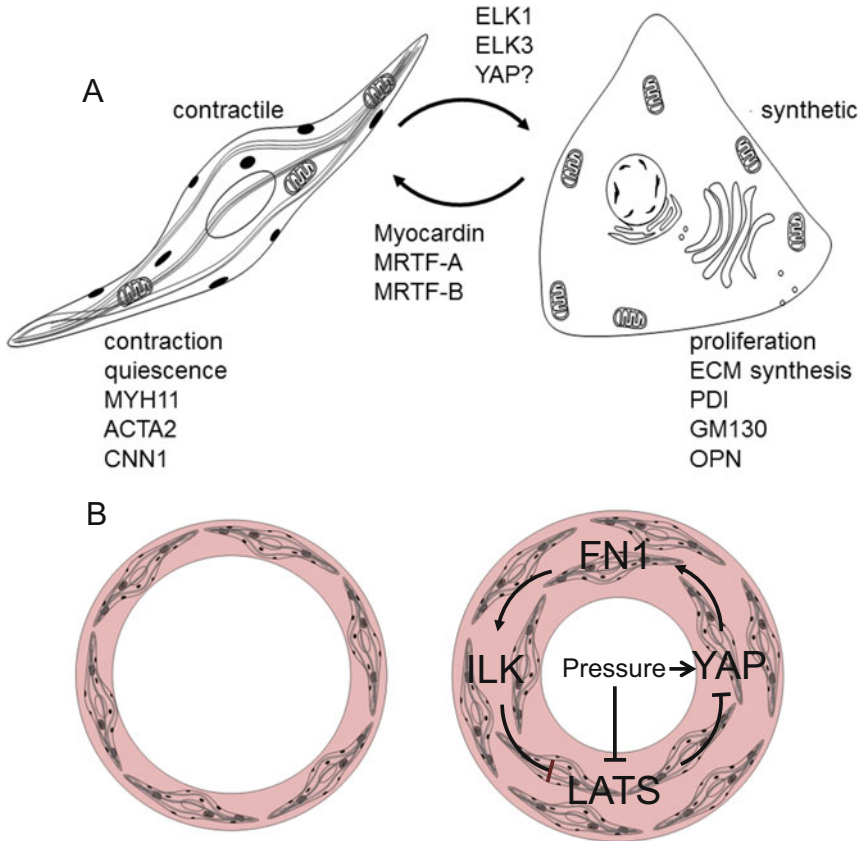 A
contractile
ELK1
ELK3
YAP?
synthetic
Myocardin
MRTF-A
MRTF-B
contraction
quiescence
MYH11
ACTA2
CNN1
proliferation
ECM synthesis
PDI
GM130
OPN
B
FN1
ILK
Pressure
YAP
LATS